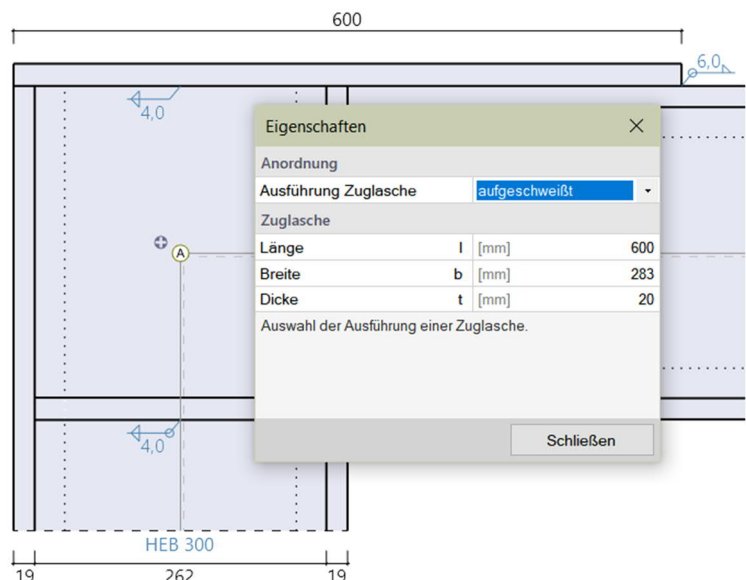 600
6,0
4,0
Eigenschaften
Anordnung
Ausführung Zuglasche aufgeschweißt
Zuglasche
Länge l [mm] 600
Breite b [mm] 283
Dicke t [mm] 20
Auswahl der Ausführung einer Zuglasche.
Schließen
A
4,0
HEB 300
19 262 19